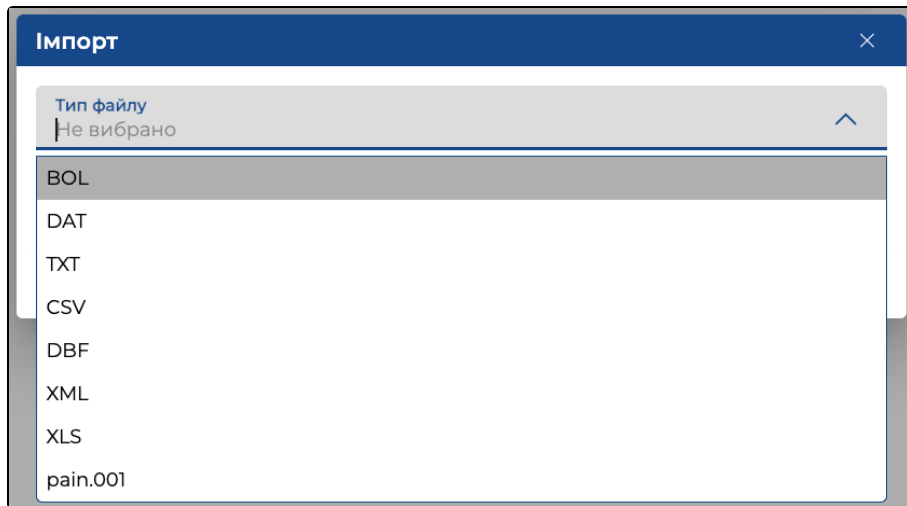 Імпорт
Тип файлу
Не вибрано
BOL
DAT
TXT
CSV
DBF
XML
XLS
pain.001